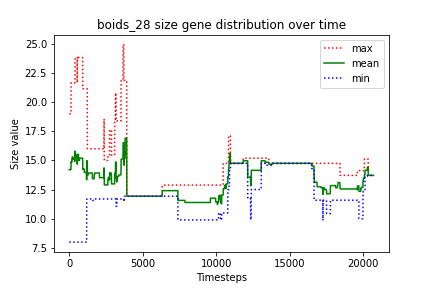 boids_28 size gene distribution over time
max
mean
min
Size value
25.0
22.5
20.0
17.5
15.0
12.5
10.0
7.5
0 5000 10000 15000 20000
Timesteps